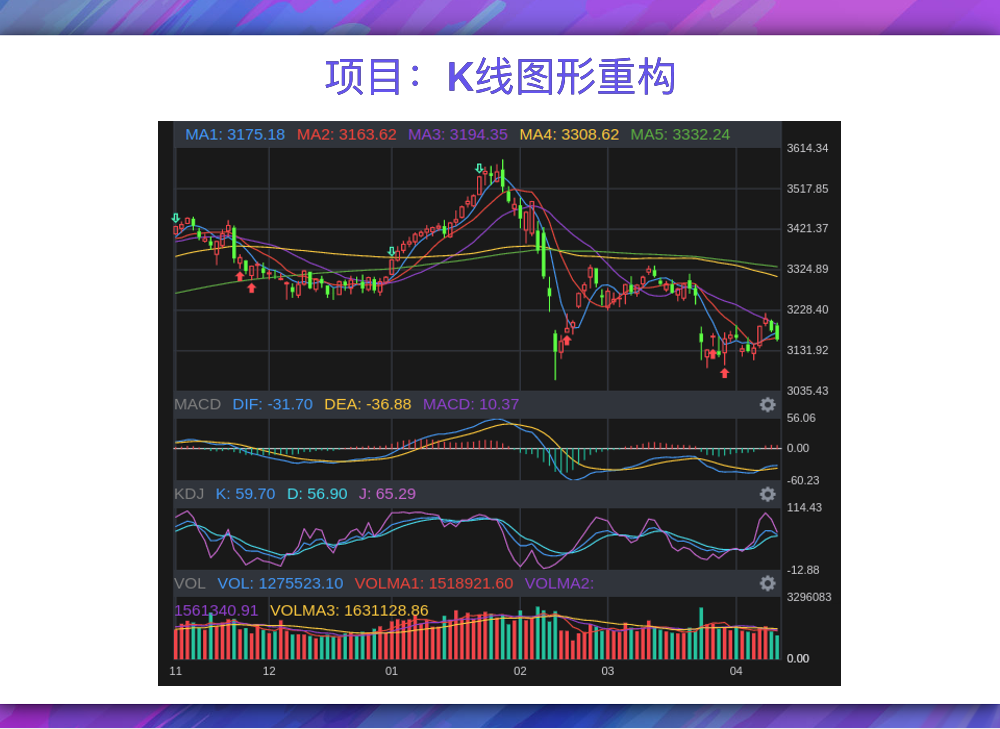 项目：K线图形重构
MA1: 3175.18 MA2: 3163.62 MA3: 3194.35 MA4: 3308.62 MA5: 3332.24
3614.34
3517.85
3421.37
3324.89
3228.40
3131.92
3035.43
MACD DIF: -31.70 DEA: -36.88 MACD: 10.37
56.06
0.00
-60.23
KDJ K: 59.70 D: 56.90 J: 65.29
114.43
-12.88
VOL VOL: 1275523.10 VOLMA1: 1518921.60 VOLMA2:
3296083
1561340.91 VOLMA3: 1631128.86
0.00
11 12 01 02 03 04